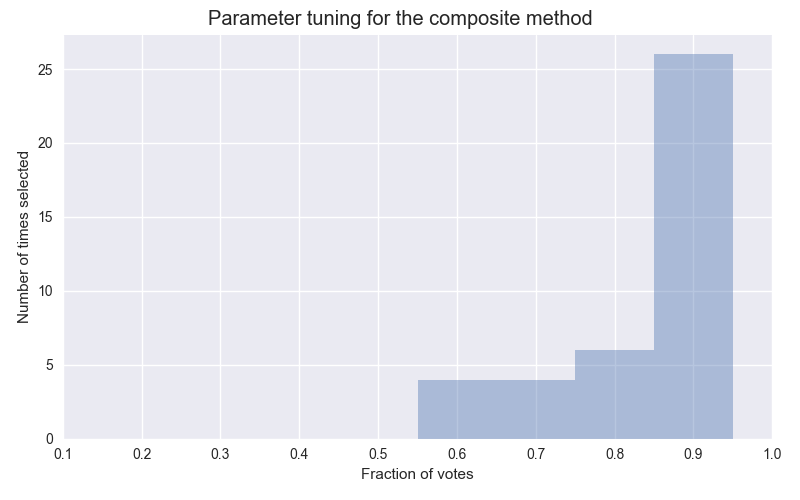 Parameter tuning for the composite method
25
20
15
10
5
0
Number of times selected
0.1 0.2 0.3 0.4 0.5 0.6 0.7 0.8 0.9 1.0
Fraction of votes